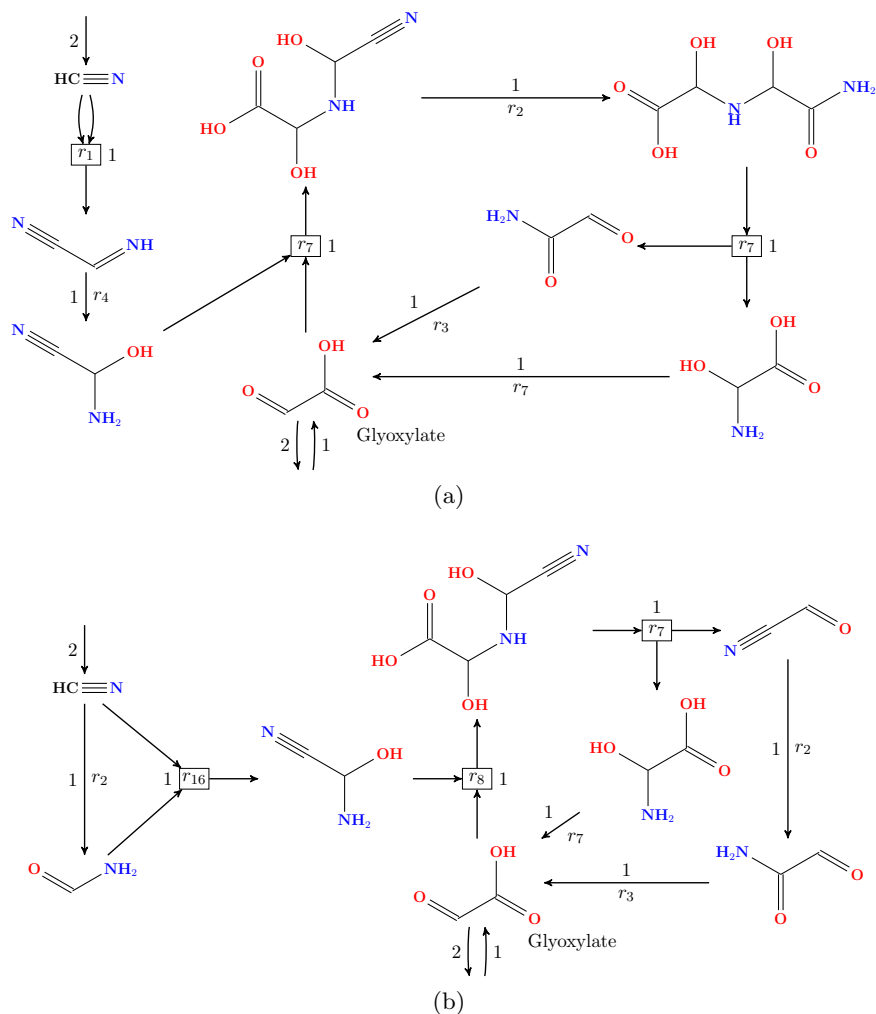 2
HC N
r1 1
N NH
1 r4
N OH
NH2
HO N
O
NH
HO
OH
1
r2
OH OH
O NH2
N
H
OH O
r7 1
H2N
O
O
r7 1
1
r3
1
r7
OH
O
O
2 1
Glyoxylate
OH
HO
O
NH2
(a)
2
HC N
1 r2
1 r16
O NH2
N OH
NH2
HO N
O
NH
HO
OH
r8 1
1
r7
N O
OH
HO
O
NH2
1
r7
1 r2
H2N
O
O
1
r3
OH
O
O
2 1
Glyoxylate
(b)